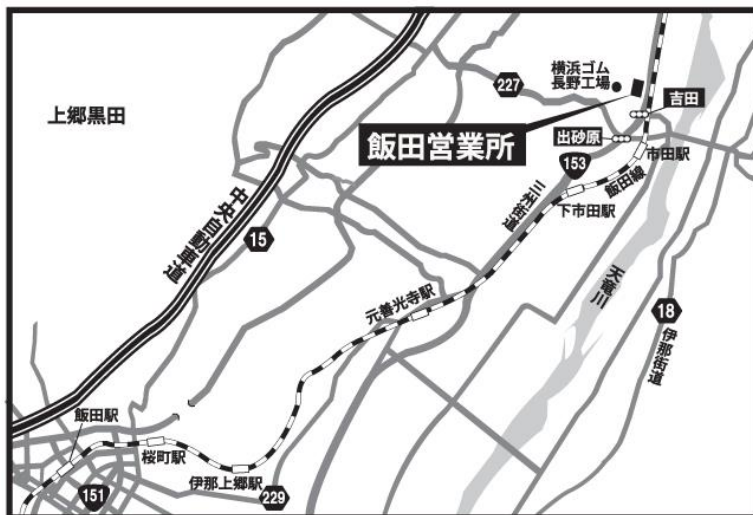 横浜ゴム
長野工場
227
吉田
上郷黒田
飯田営業所
出砂原
153
市田駅
飯田線
三州街道
下市田駅
中央自動車道
15
天竜川
元善光寺駅
18
伊那街道
飯田駅
桜町駅
伊那上郷駅
151
229